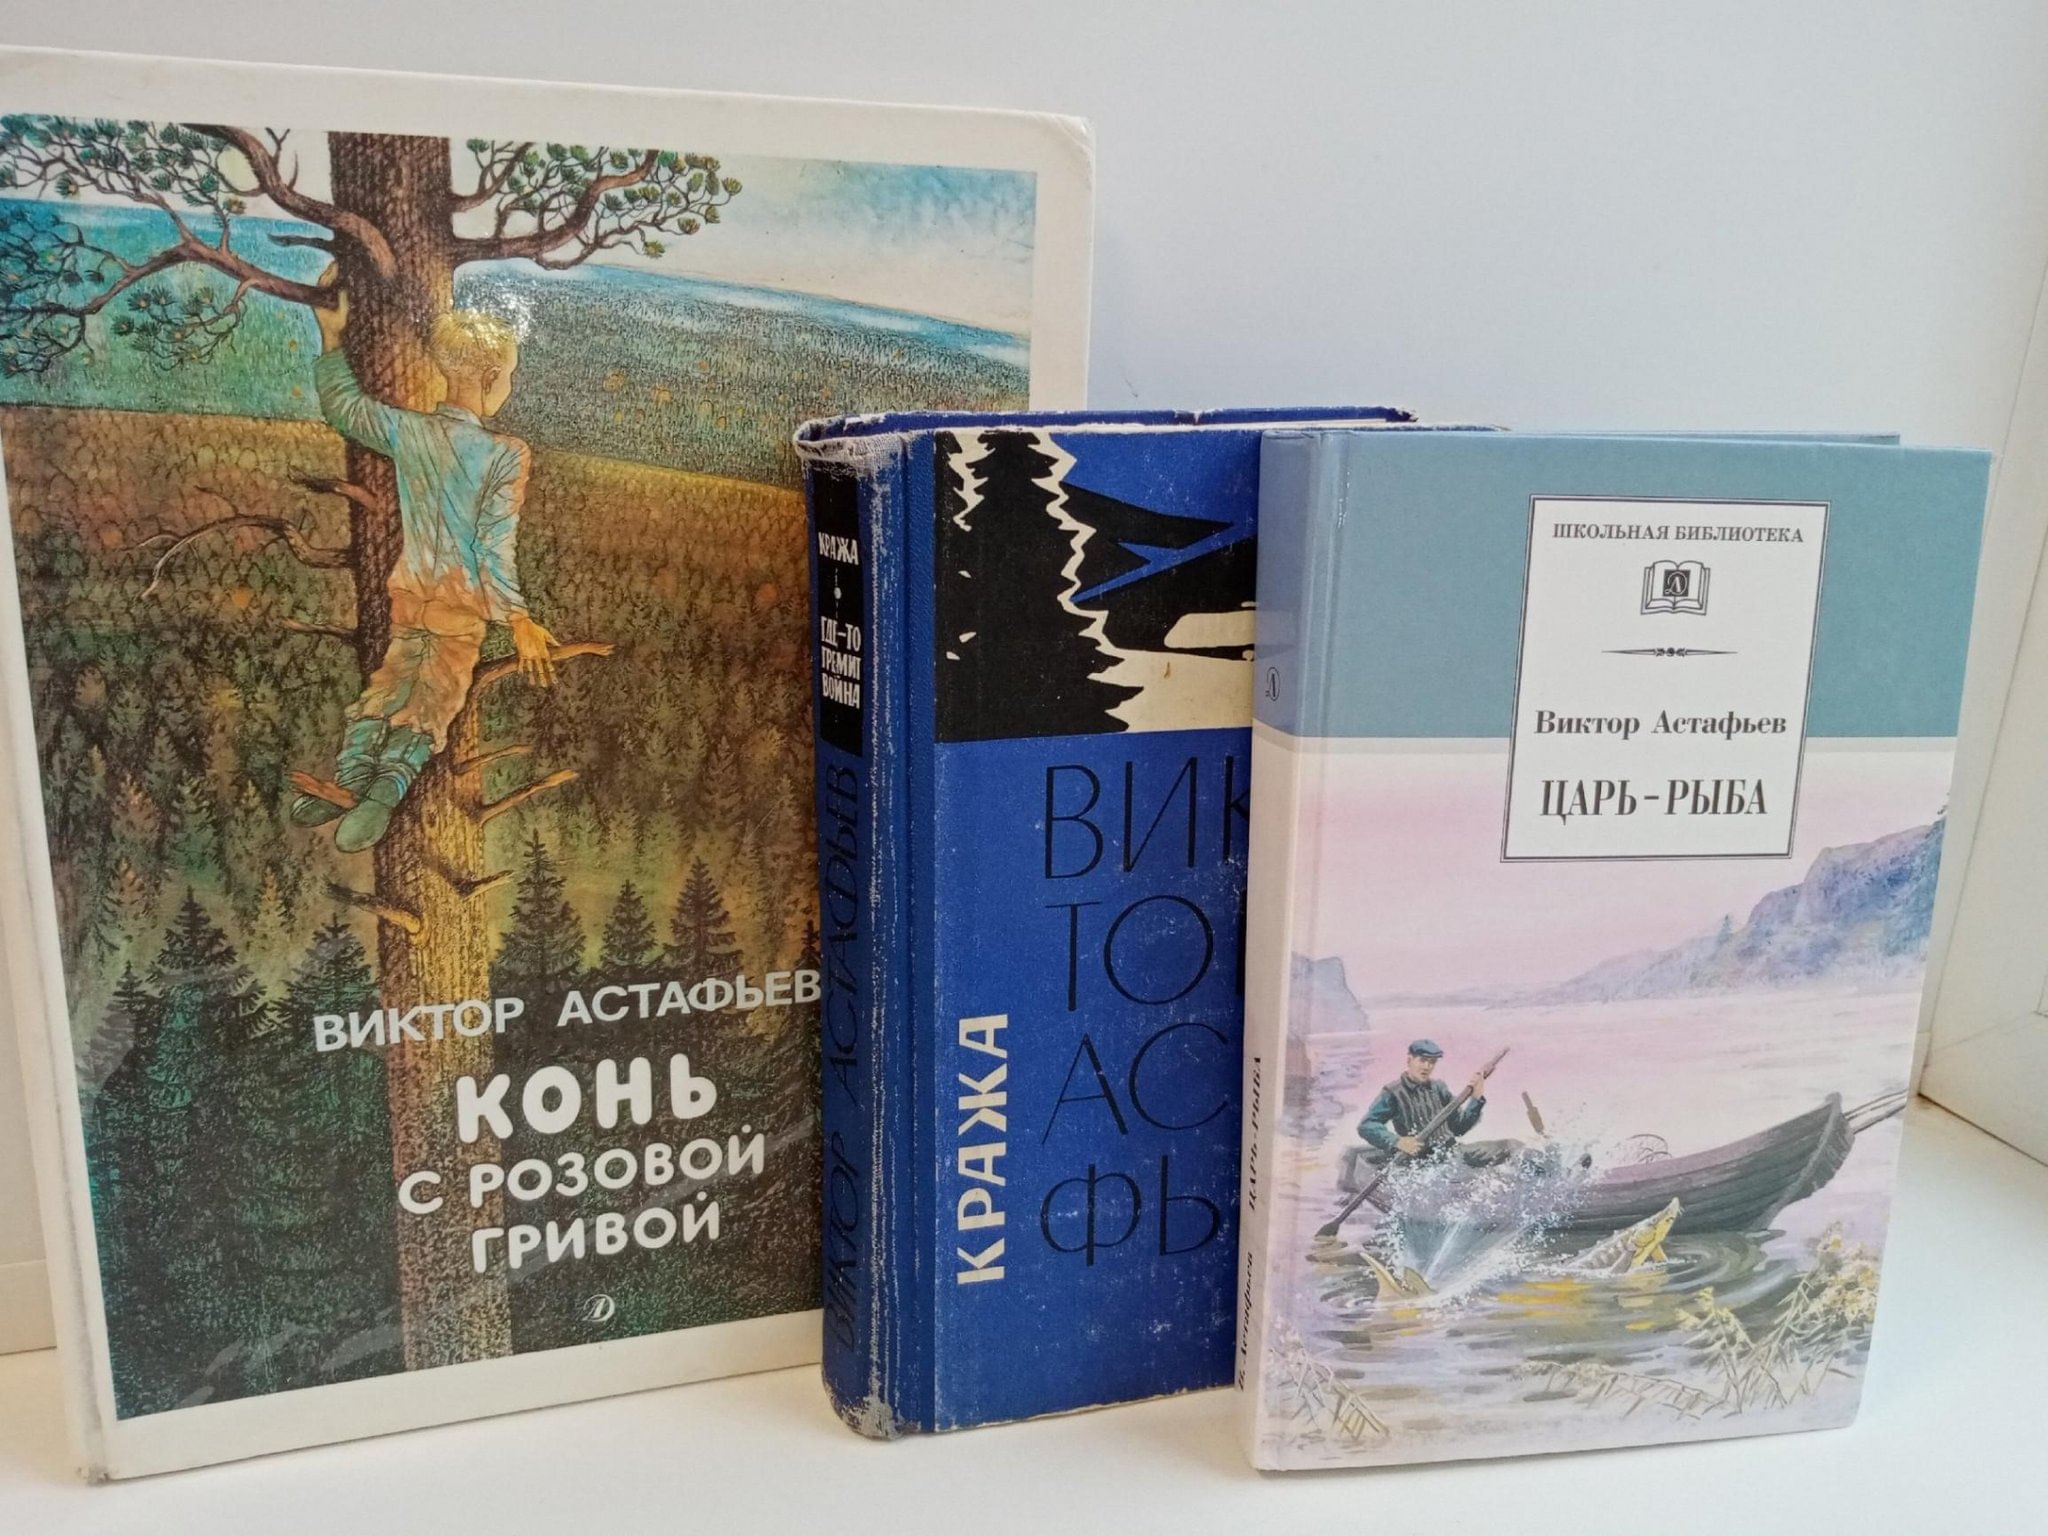 ВИКТОР АСТАФЬЕВ
КОНЬ
С РОЗОВОЙ
ГРИВОЙ
Д
КРАЖА
ГДЕ-ТО
ГРЕМИТ
ВОЙНА
ВИКТОР АСТАФЬЕВ
КРАЖА
ВИК
ТО
АС
ФЬ
Д
В. Астафьев ЦАРЬ-РЫБА
ШКОЛЬНАЯ БИБЛИОТЕКА
Д
Виктор Астафьев
ЦАРЬ-РЫБА